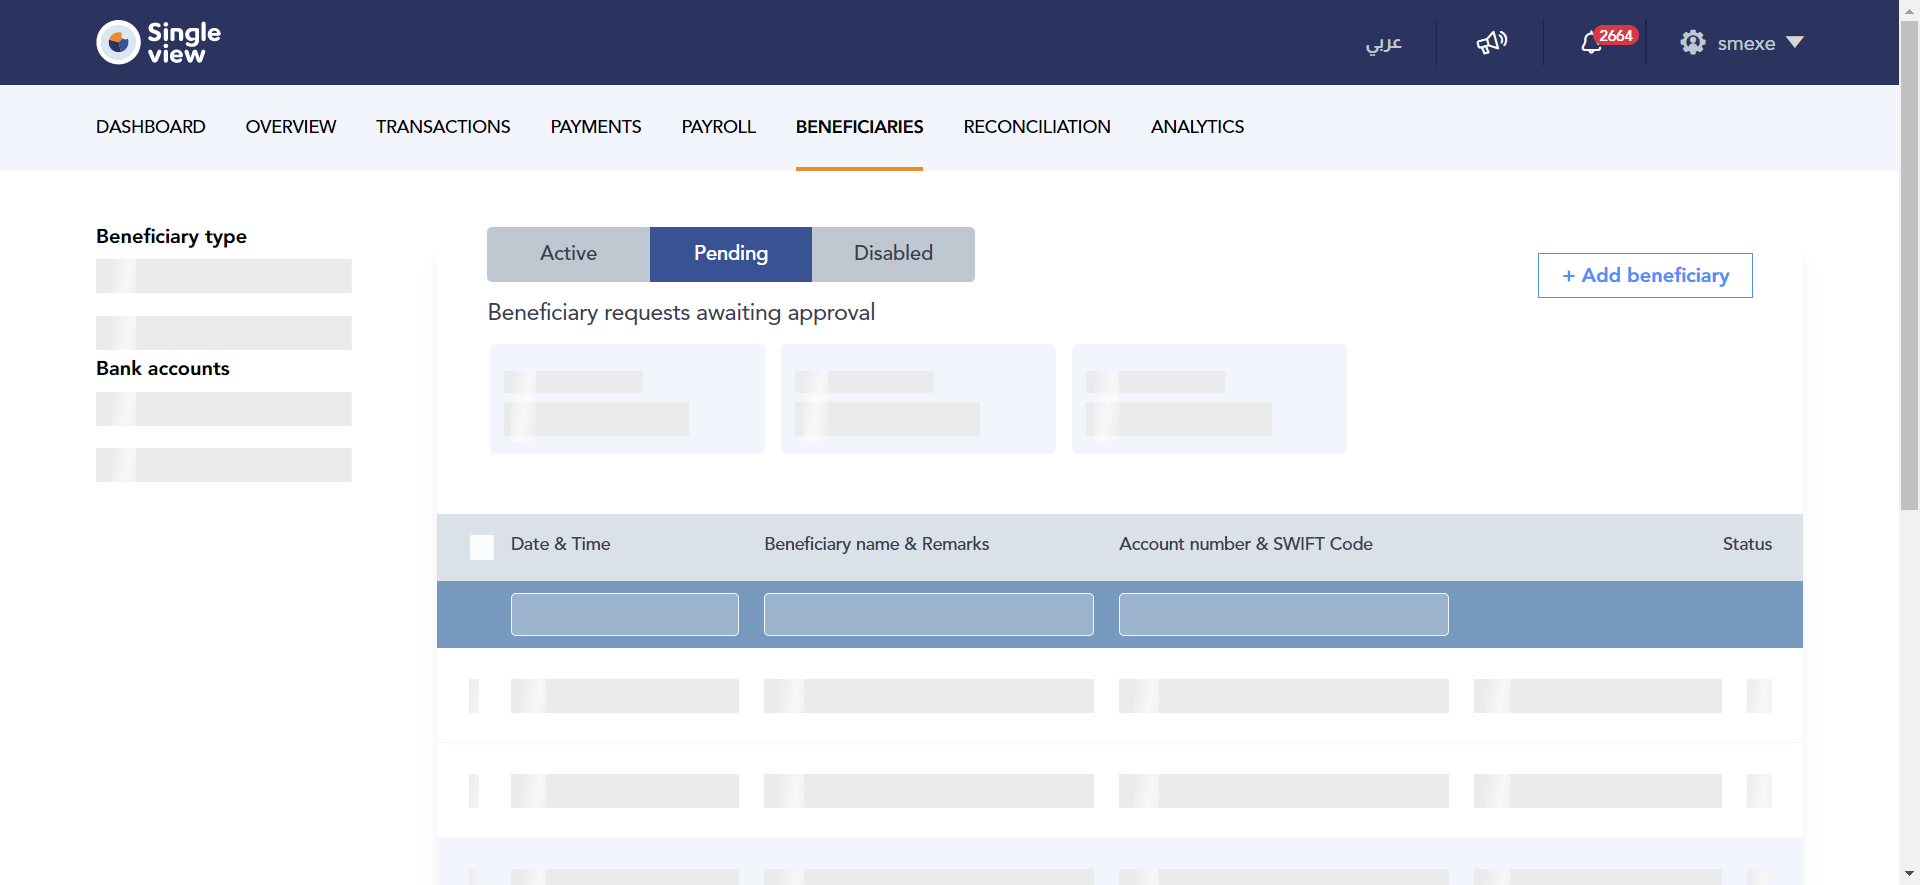 Single
view
عربي
2664
smexe
DASHBOARD
OVERVIEW
TRANSACTIONS
PAYMENTS
PAYROLL
BENEFICIARIES
RECONCILIATION
ANALYTICS
Beneficiary type
Bank accounts
Active
Pending
Disabled
+ Add beneficiary
Beneficiary requests awaiting approval
Date & Time
Beneficiary name & Remarks
Account number & SWIFT Code
Status